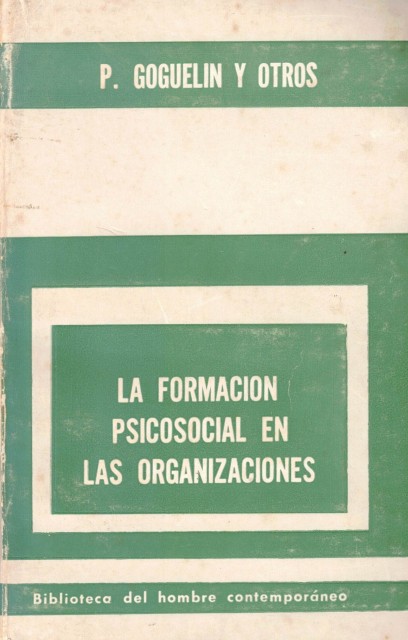 P. GOGUELIN Y OTROS
LA FORMACION
PSICOSOCIAL EN
LAS ORGANIZACIONES
Biblioteca del hombre contemporáneo